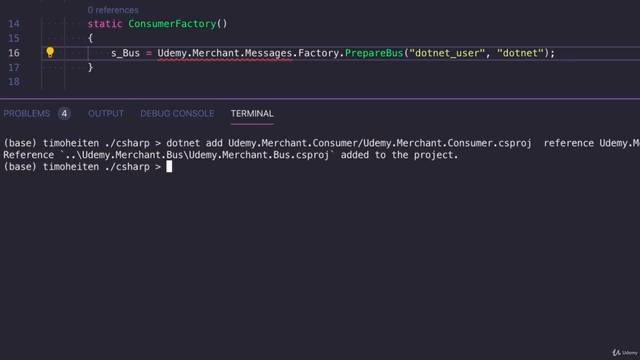 0 references
14 static ConsumerFactory()
15 {
16 s_Bus = Udemy.Merchant.Messages.Factory.PrepareBus("dotnet_user", "dotnet");
17 }
18
PROBLEMS 4 OUTPUT DEBUG CONSOLE TERMINAL
(base) timoheiten ./csharp > dotnet add Udemy.Merchant.Consumer/Udemy.Merchant.Consumer.csproj reference Udemy.M
Reference `..\Udemy.Merchant.Bus\Udemy.Merchant.Bus.csproj` added to the project.
(base) timoheiten ./csharp >
Udemy